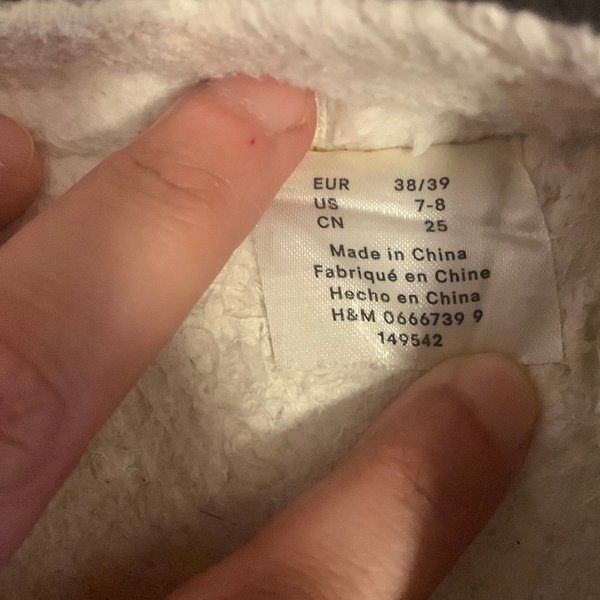 EUR 38/39
US 7-8
CN 25
Made in China
Fabriqué en Chine
Hecho en China
H&M 0666739 9
149542